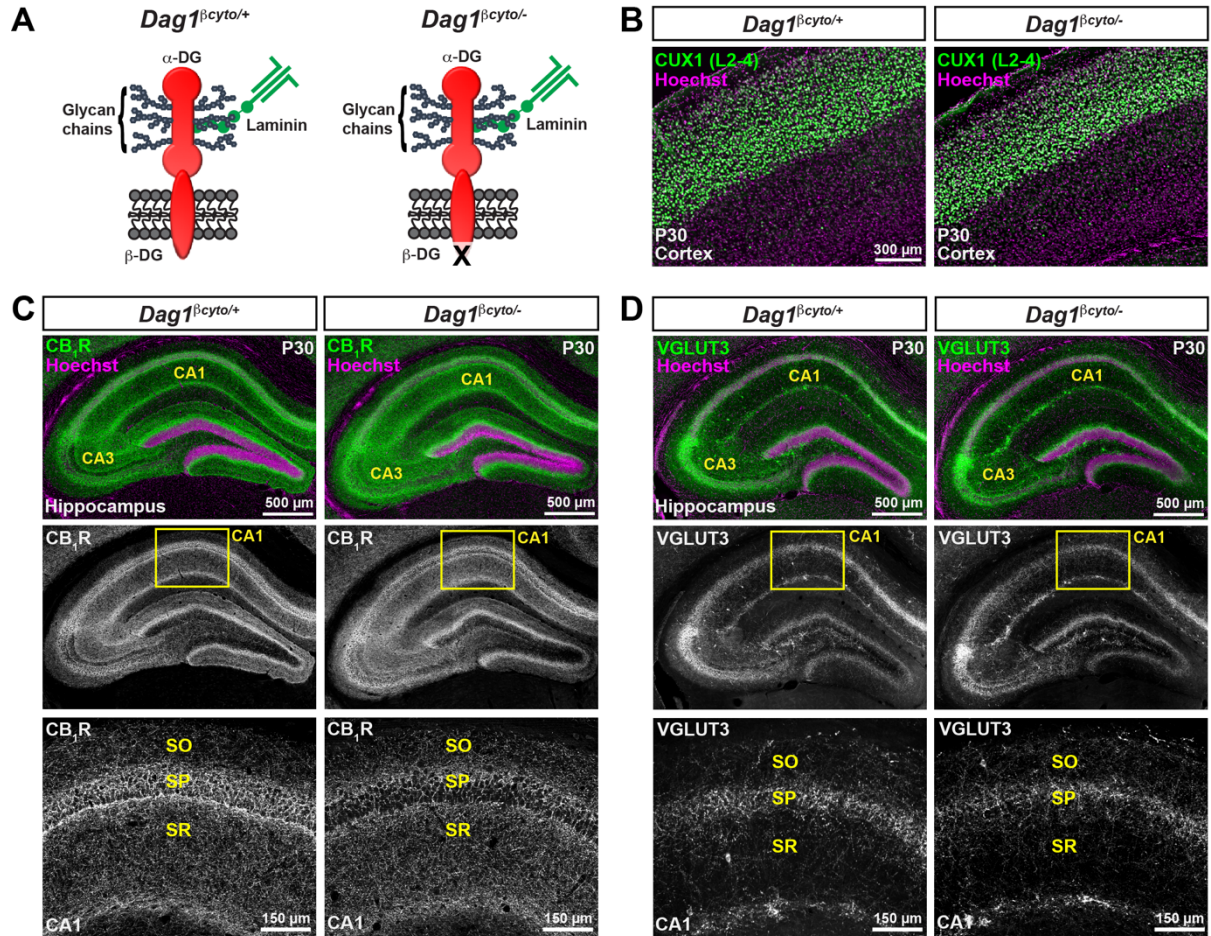 A
Dag1βcyto/+
Dag1βcyto/-
α-DG
α-DG
Glycan
chains
Laminin
Glycan
chains
Laminin
β-DG
β-DG
X
B
Dag1βcyto/+
Dag1βcyto/-
CUX1 (L2-4)
Hoechst
P30
Cortex
300 µm
CUX1 (L2-4)
Hoechst
P30
Cortex
C
Dag1βcyto/+
Dag1βcyto/-
CB1R
Hoechst
P30
CA1
CA3
Hippocampus
500 µm
CB1R
Hoechst
P30
CA1
CA3
500 µm
CB1R
CA1
CB1R
CA1
CB1R
SO
SP
SR
CA1
150 µm
CB1R
SO
SP
SR
150 µm
D
Dag1βcyto/+
Dag1βcyto/-
VGLUT3
Hoechst
P30
CA1
CA3
Hippocampus
500 µm
VGLUT3
Hoechst
P30
CA1
CA3
500 µm
VGLUT3
CA1
VGLUT3
CA1
VGLUT3
SO
SP
SR
CA1
150 µm
VGLUT3
SO
SP
SR
CA1
150 µm